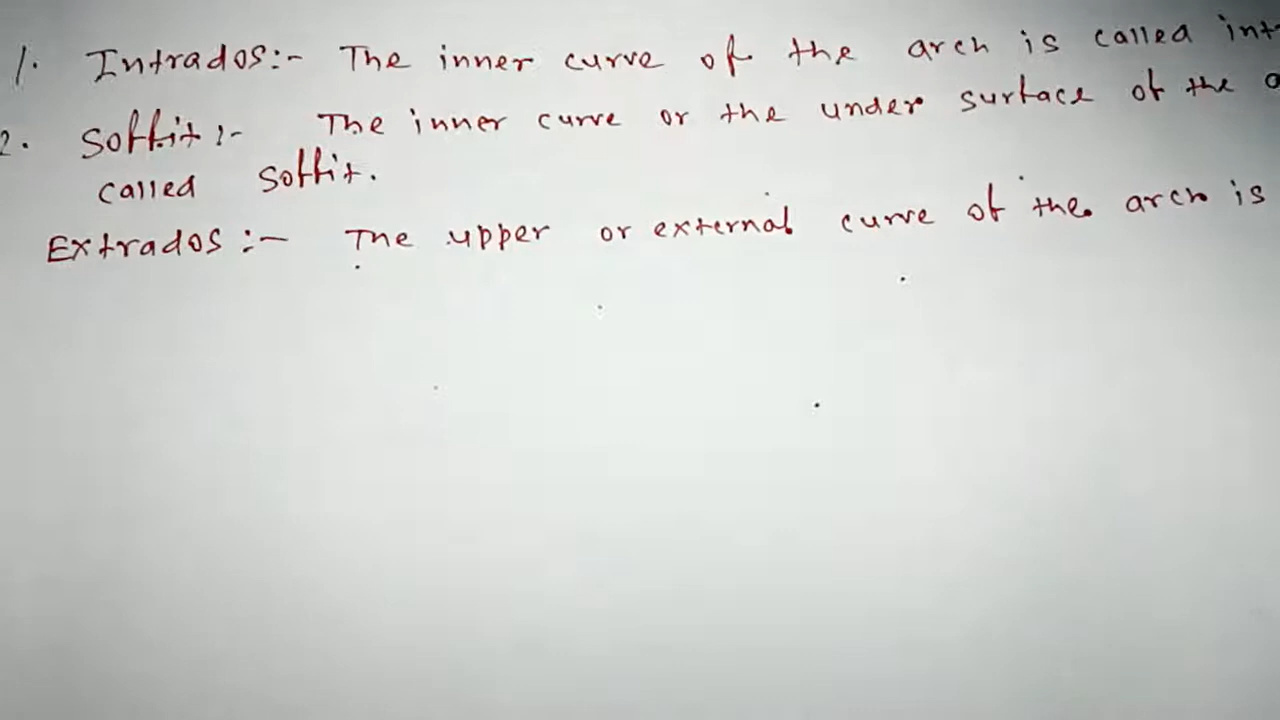 1. Intrados:- The inner curve of the arch is called int
2. Soffit :- The inner curve or the under surface of the
called soffit.
Extrados :- The upper or external curve of the arch is